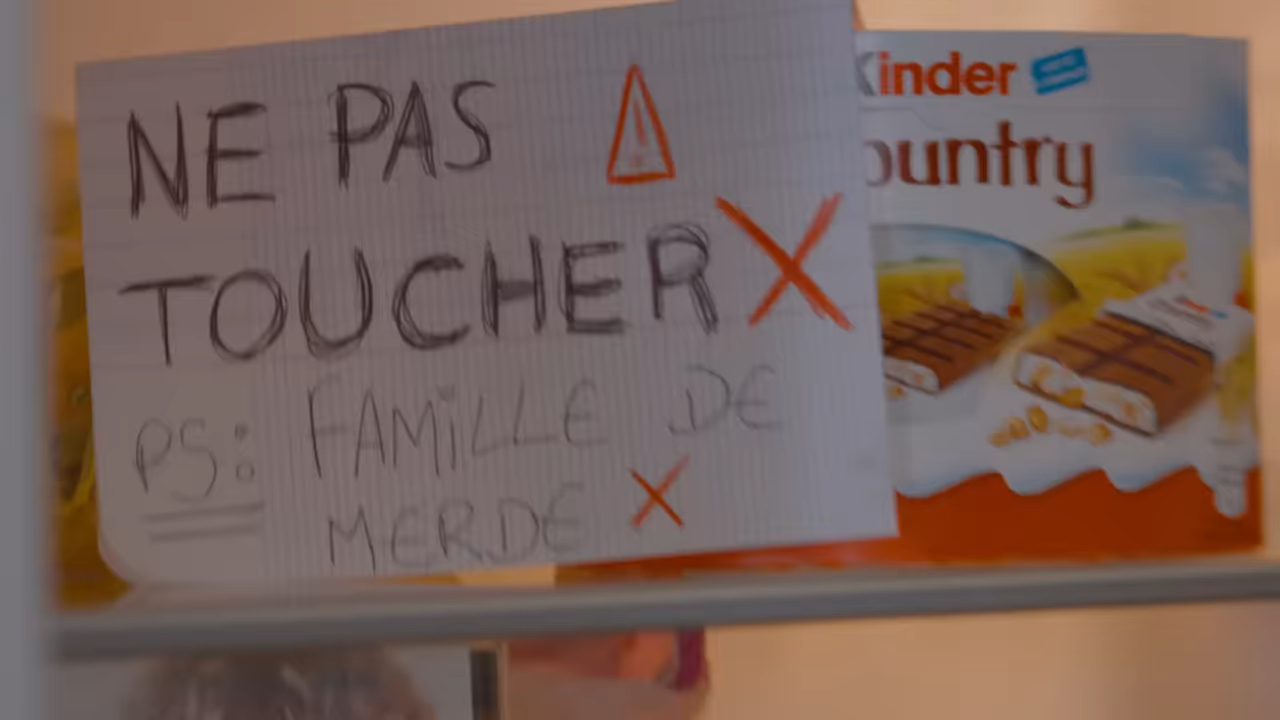 NE PAS
TOUCHER X
PS: FAMiLLE DE
MERDE X
Kinder
ountry